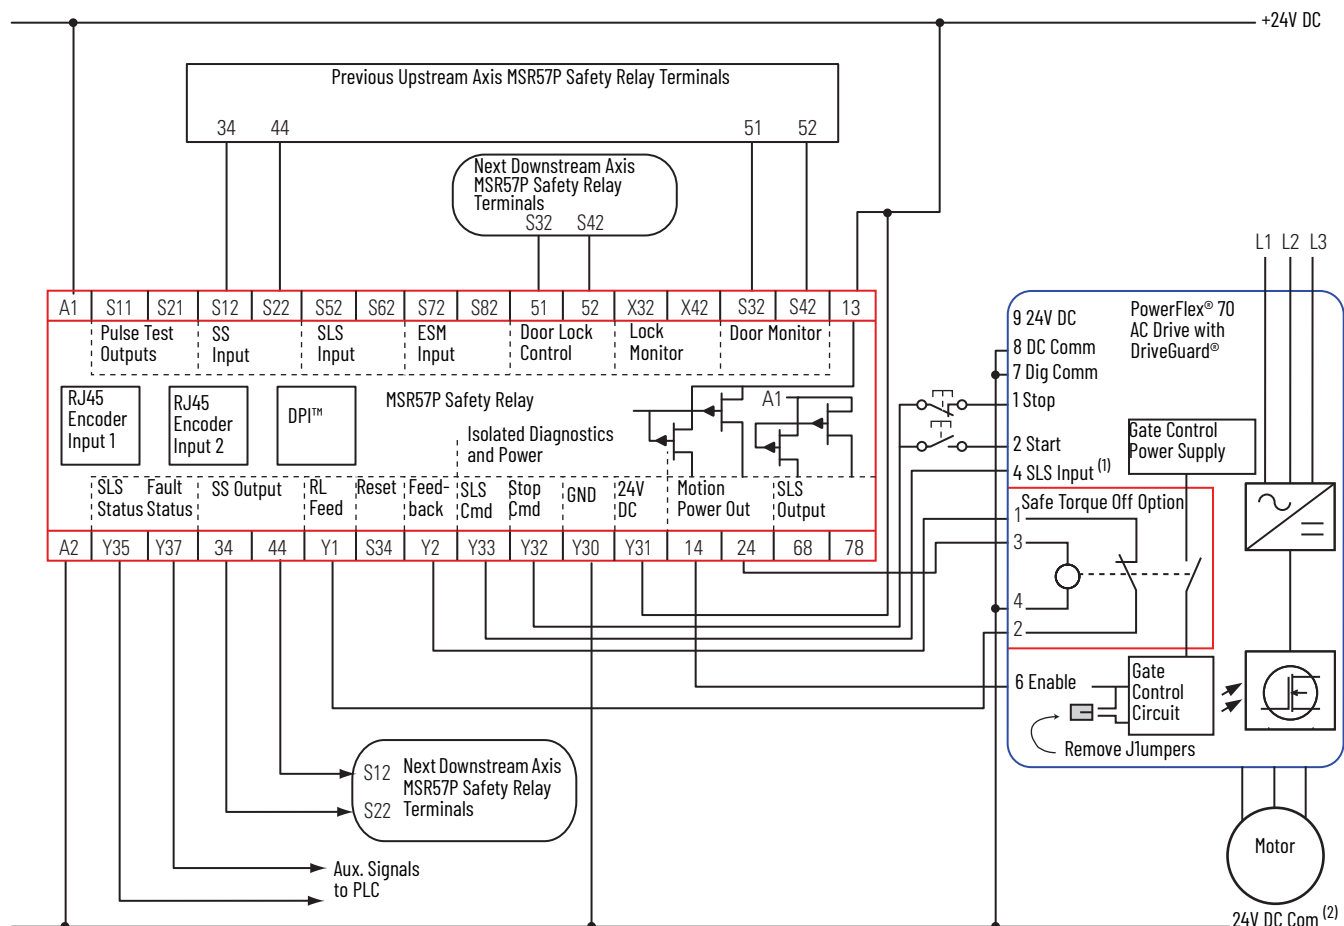 +24V DC
Previous Upstream Axis MSR57P Safety Relay Terminals
34 44 51 52
Next Downstream Axis
MSR57P Safety Relay
Terminals
S32 S42
L1 L2 L3
A1 S11 S21 S12 S22 S52 S62 S72 S82 51 52 X32 X42 S32 S42 13
Pulse Test
Outputs
SS
Input
SLS
Input
ESM
Input
Door Lock
Control
Lock
Monitor
Door Monitor
RJ45
Encoder
Input 1
RJ45
Encoder
Input 2
DPI™
MSR57P Safety Relay
A1
Isolated Diagnostics
and Power
SLS
Status
Fault
Status
SS Output
RL
Feed
Reset
Feed-
back
SLS
Cmd
Stop
Cmd
GND
24V
DC
Motion
Power Out
SLS
Output
A2 Y35 Y37 34 44 Y1 S34 Y2 Y33 Y32 Y30 Y31 14 24 68 78
9 24V DC
8 DC Comm
7 Dig Comm
1 Stop
2 Start
4 SLS Input (1)
PowerFlex® 70
AC Drive with
DriveGuard®
Gate Control
Power Supply
Safe Torque Off Option
1
3
4
2
6 Enable
Gate
Control
Circuit
Remove J1umpers
S12
S22
Next Downstream Axis
MSR57P Safety Relay
Terminals
Aux. Signals
to PLC
Motor
24V DC Com (2)